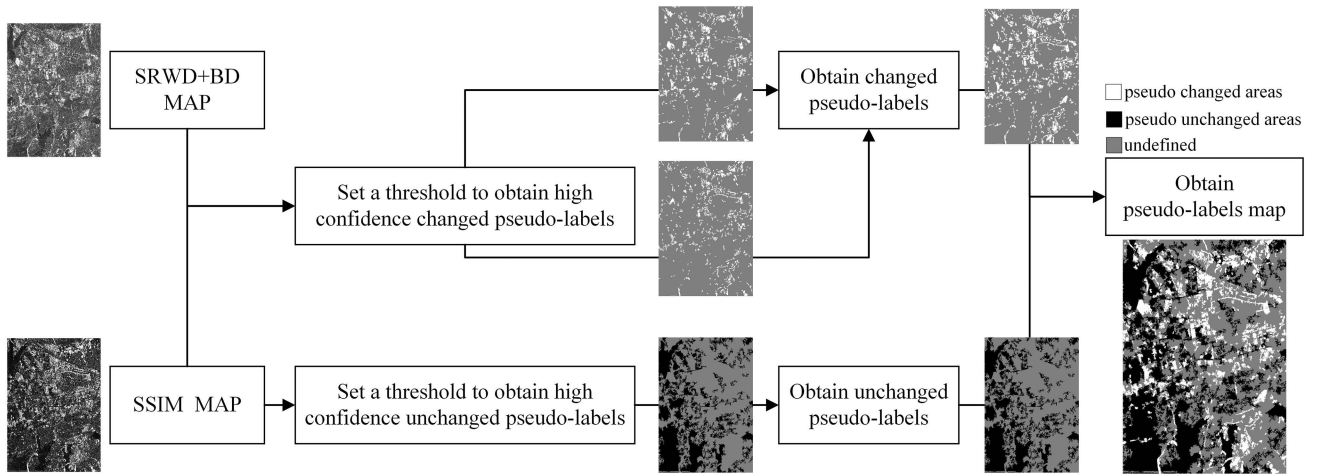 SRWD+BD
MAP
Set a threshold to obtain high
confidence changed pseudo-labels
Obtain changed
pseudo-labels
pseudo changed areas
pseudo unchanged areas
undefined
Obtain
pseudo-labels map
SSIM MAP
Set a threshold to obtain high
confidence unchanged pseudo-labels
Obtain unchanged
pseudo-labels